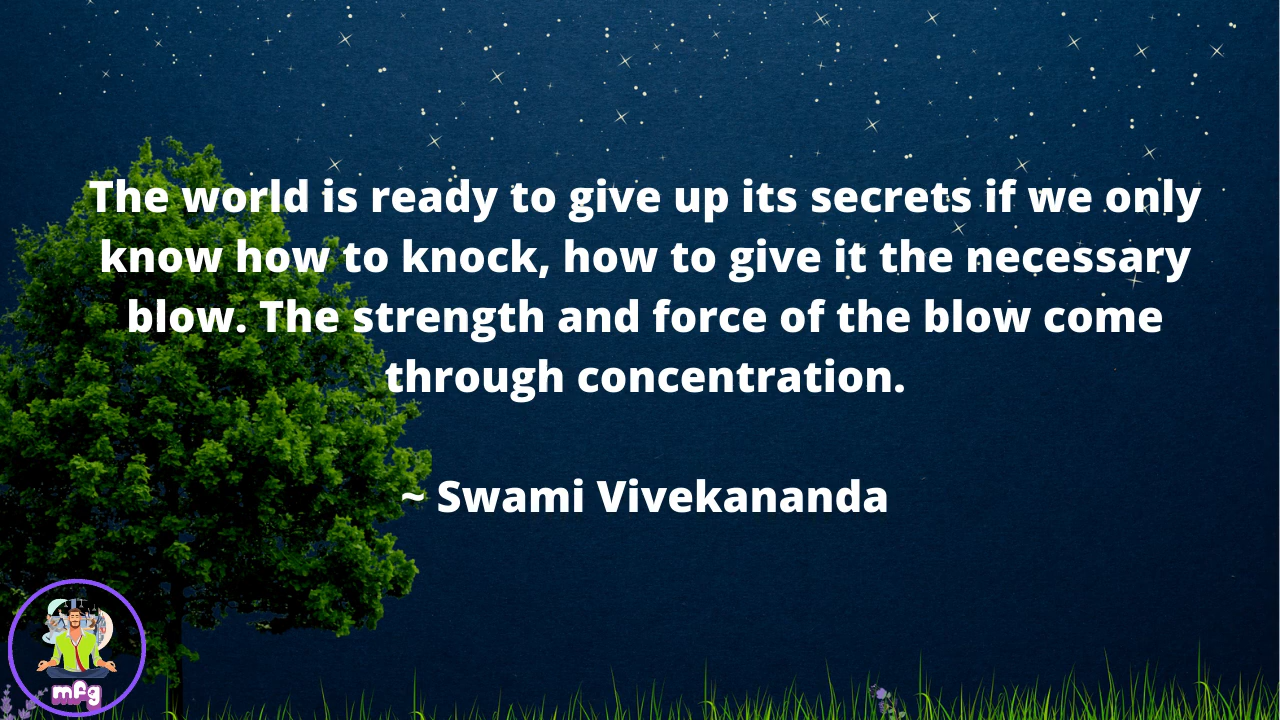 The world is ready to give up its secrets if we only
know how to knock, how to give it the necessary
blow. The strength and force of the blow come
through concentration.
~ Swami Vivekananda
mfg